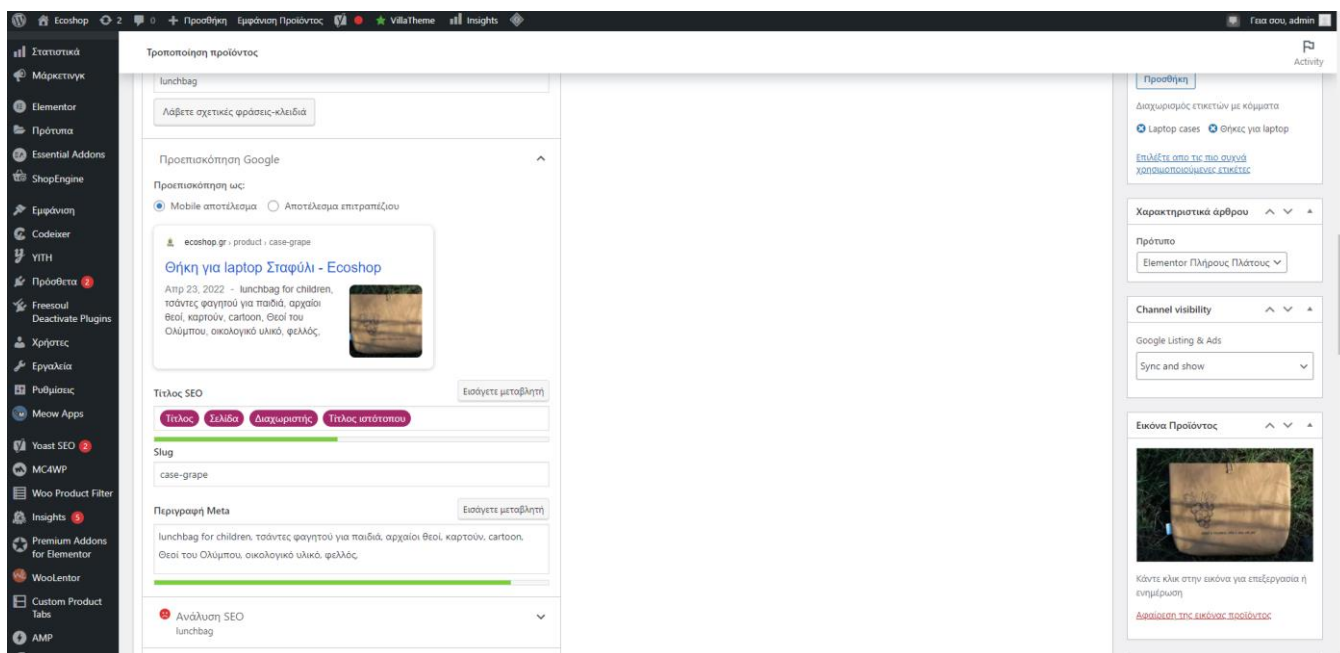 Ecoshop 2 0 Προσθήκη Εμφάνιση Προϊόντος VillaTheme Insights Γεια σου, admin
Στατιστικά
Μάρκετινγκ
Elementor
Πρότυπα
Essential Addons
ShopEngine
Εμφάνιση
Codeixer
YITH
Πρόσθετα 2
Freesoul
Deactivate Plugins
Χρήστες
Εργαλεία
Ρυθμίσεις
Meow Apps
Yoast SEO 2
MC4WP
Woo Product Filter
Insights 5
Premium Addons
for Elementor
WooLentor
Custom Product
Tabs
AMP
Τροποποίηση προϊόντος
Activity
lunchbag
Λάβετε σχετικές φράσεις-κλειδιά
Προεπισκόπηση Google
Προεπισκόπηση ως:
Mobile αποτέλεσμα Αποτέλεσμα επιτραπέζιου
ecoshop.gr › product › case-grape
Θήκη για laptop Σταφύλι - Ecoshop
Απρ 23, 2022 - lunchbag for children,
τσάντες φαγητού για παιδιά, αρχαίοι
θεοί, καρτούν, cartoon, Θεοί του
Ολύμπου, οικολογικό υλικό, φελλός,
Τίτλος SEO Εισάγετε μεταβλητή
Τίτλος Σελίδα Διαχωριστής Τίτλος ιστότοπου
Slug
case-grape
Περιγραφή Meta Εισάγετε μεταβλητή
lunchbag for children, τσάντες φαγητού για παιδιά, αρχαίοι θεοί, καρτούν, cartoon,
Θεοί του Ολύμπου, οικολογικό υλικό, φελλός,
Ανάλυση SEO
lunchbag
Προσθήκη
Διαχωρισμός ετικετών με κόμματα
Laptop cases Θήκες για laptop
Επιλέξτε απο τις πιο συχνά
χρησιμοποιούμενες ετικέτες
Χαρακτηριστικά άρθρου
Πρότυπο
Elementor Πλήρους Πλάτους
Channel visibility
Google Listing & Ads
Sync and show
Εικόνα Προϊόντος
Κάντε κλικ στην εικόνα για επεξεργασία ή
ενημέρωση
Αφαίρεση της εικόνας προϊόντος